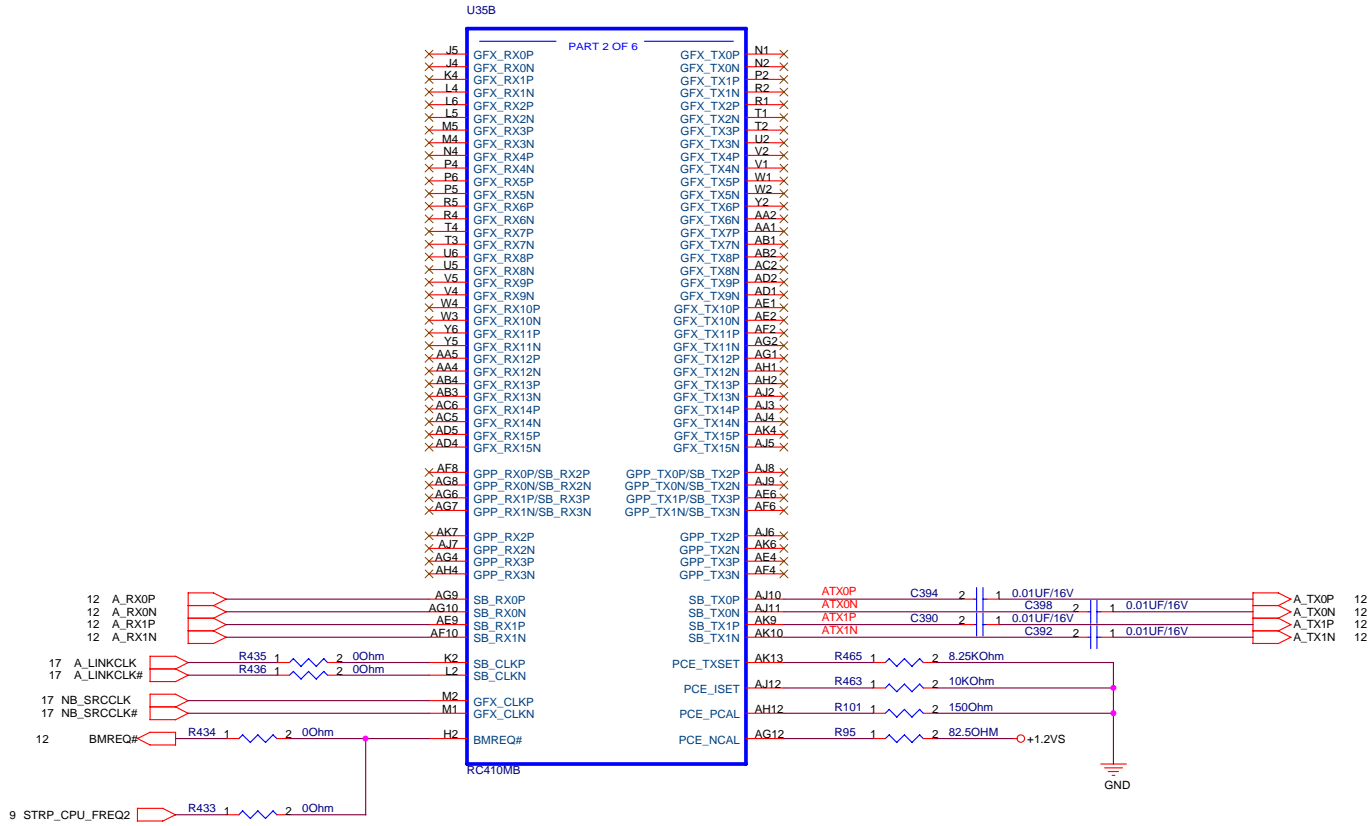 U35B
PART 2 OF 6
J5 GFX_RX0P GFX_TX0P N1
J4 GFX_RX0N GFX_TX0N N2
K4 GFX_RX1P GFX_TX1P P2
L4 GFX_RX1N GFX_TX1N R2
L6 GFX_RX2P GFX_TX2P R1
L5 GFX_RX2N GFX_TX2N T1
M5 GFX_RX3P GFX_TX3P T2
M4 GFX_RX3N GFX_TX3N U2
N4 GFX_RX4P GFX_TX4P V2
P4 GFX_RX4N GFX_TX4N V1
P6 GFX_RX5P GFX_TX5P W1
P5 GFX_RX5N GFX_TX5N W2
R5 GFX_RX6P GFX_TX6P Y2
R4 GFX_RX6N GFX_TX6N AA2
T4 GFX_RX7P GFX_TX7P AA1
T3 GFX_RX7N GFX_TX7N AB1
U6 GFX_RX8P GFX_TX8P AB2
U5 GFX_RX8N GFX_TX8N AC2
V5 GFX_RX9P GFX_TX9P AD2
V4 GFX_RX9N GFX_TX9N AD1
W4 GFX_RX10P GFX_TX10P AE1
W3 GFX_RX10N GFX_TX10N AE2
Y6 GFX_RX11P GFX_TX11P AF2
Y5 GFX_RX11N GFX_TX11N AG2
AA5 GFX_RX12P GFX_TX12P AG1
AA4 GFX_RX12N GFX_TX12N AH1
AB4 GFX_RX13P GFX_TX13P AH2
AB3 GFX_RX13N GFX_TX13N AJ2
AC6 GFX_RX14P GFX_TX14P AJ3
AC5 GFX_RX14N GFX_TX14N AJ4
AD5 GFX_RX15P GFX_TX15P AK4
AD4 GFX_RX15N GFX_TX15N AJ5
AF8 GPP_RX0P/SB_RX2P GPP_TX0P/SB_TX2P AJ8
AG8 GPP_RX0N/SB_RX2N GPP_TX0N/SB_TX2N AJ9
AG6 GPP_RX1P/SB_RX3P GPP_TX1P/SB_TX3P AE6
AG7 GPP_RX1N/SB_RX3N GPP_TX1N/SB_TX3N AF6
AK7 GPP_RX2P GPP_TX2P AJ6
AJ7 GPP_RX2N GPP_TX2N AK6
AG4 GPP_RX3P GPP_TX3P AE4
AH4 GPP_RX3N GPP_TX3N AF4
12 A_RX0P AG9 SB_RX0P SB_TX0P AJ10 ATX0P C394 2 1 0.01UF/16V A_TX0P 12
12 A_RX0N AG10 SB_RX0N SB_TX0N AJ11 ATX0N C398 2 1 0.01UF/16V A_TX0N 12
12 A_RX1P AE9 SB_RX1P SB_TX1P AK9 ATX1P C390 2 1 0.01UF/16V A_TX1P 12
12 A_RX1N AF10 SB_RX1N SB_TX1N AK10 ATX1N C392 2 1 0.01UF/16V A_TX1N 12
17 A_LINKCLK R435 1 2 0Ohm K2 SB_CLKP PCE_TXSET AK13 R465 1 2 8.25KOhm
17 A_LINKCLK# R436 1 2 0Ohm L2 SB_CLKN
PCE_ISET AJ12 R463 1 2 10KOhm
17 NB_SRCCLK M2 GFX_CLKP
17 NB_SRCCLK# M1 GFX_CLKN PCE_PCAL AH12 R101 1 2 150Ohm
12 BMREQ# R434 1 2 0Ohm H2 BMREQ# PCE_NCAL AG12 R95 1 2 82.5OHM +1.2VS
RC410MB
GND
9 STRP_CPU_FREQ2 R433 1 2 0Ohm